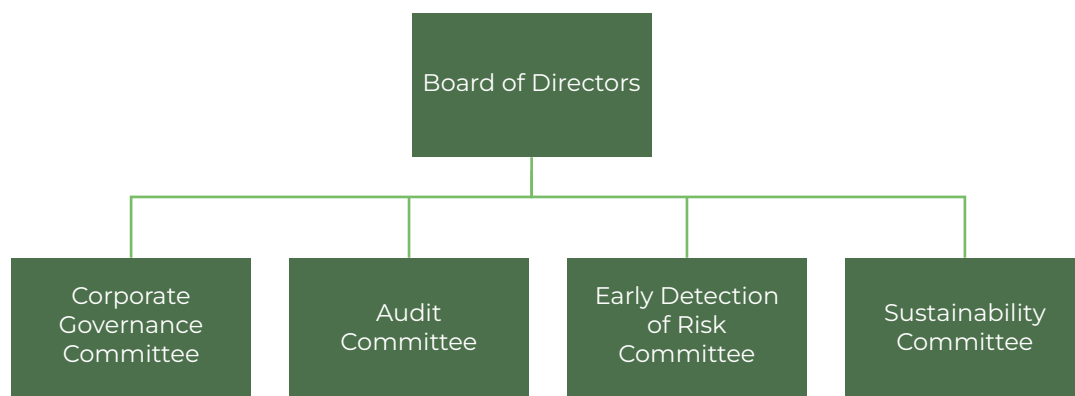 Board of Directors
Corporate
Governance
Committee
Audit
Committee
Early Detection
of Risk
Committee
Sustainability
Committee